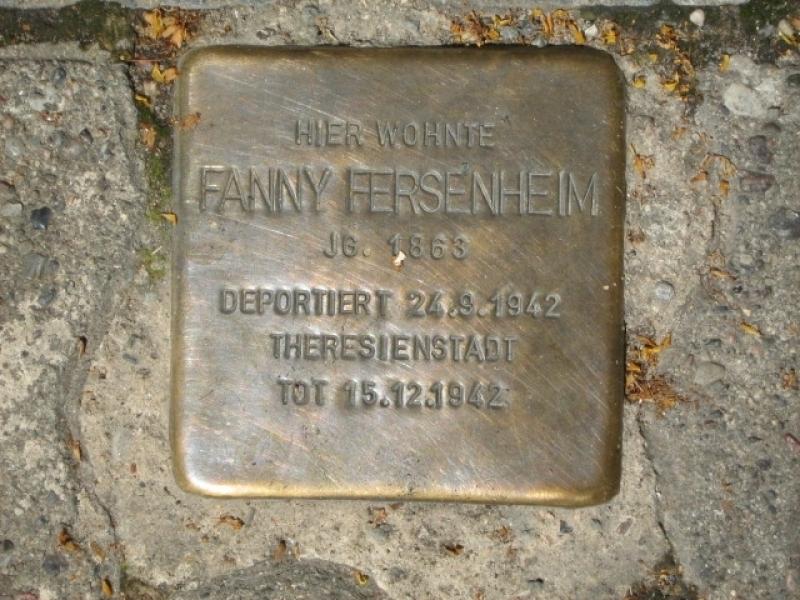 HIER WOHNTE
FANNY FERSENHEIM
JG. 1863
DEPORTIERT 24.9.1942
THERESIENSTADT
TOT 15.12.1942